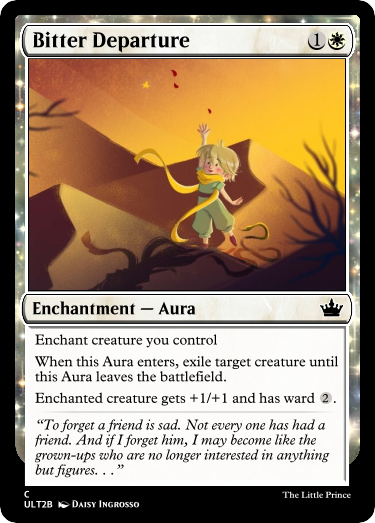 Bitter Departure
1
Enchantment — Aura
Enchant creature you control
When this Aura enters, exile target creature until
this Aura leaves the battlefield.
Enchanted creature gets +1/+1 and has ward 2.
“To forget a friend is sad. Not every one has had a
friend. And if I forget him, I may become like the
grown-ups who are no longer interested in anything
but figures. . .”
C
The Little Prince
ULT2B Daisy Ingrosso